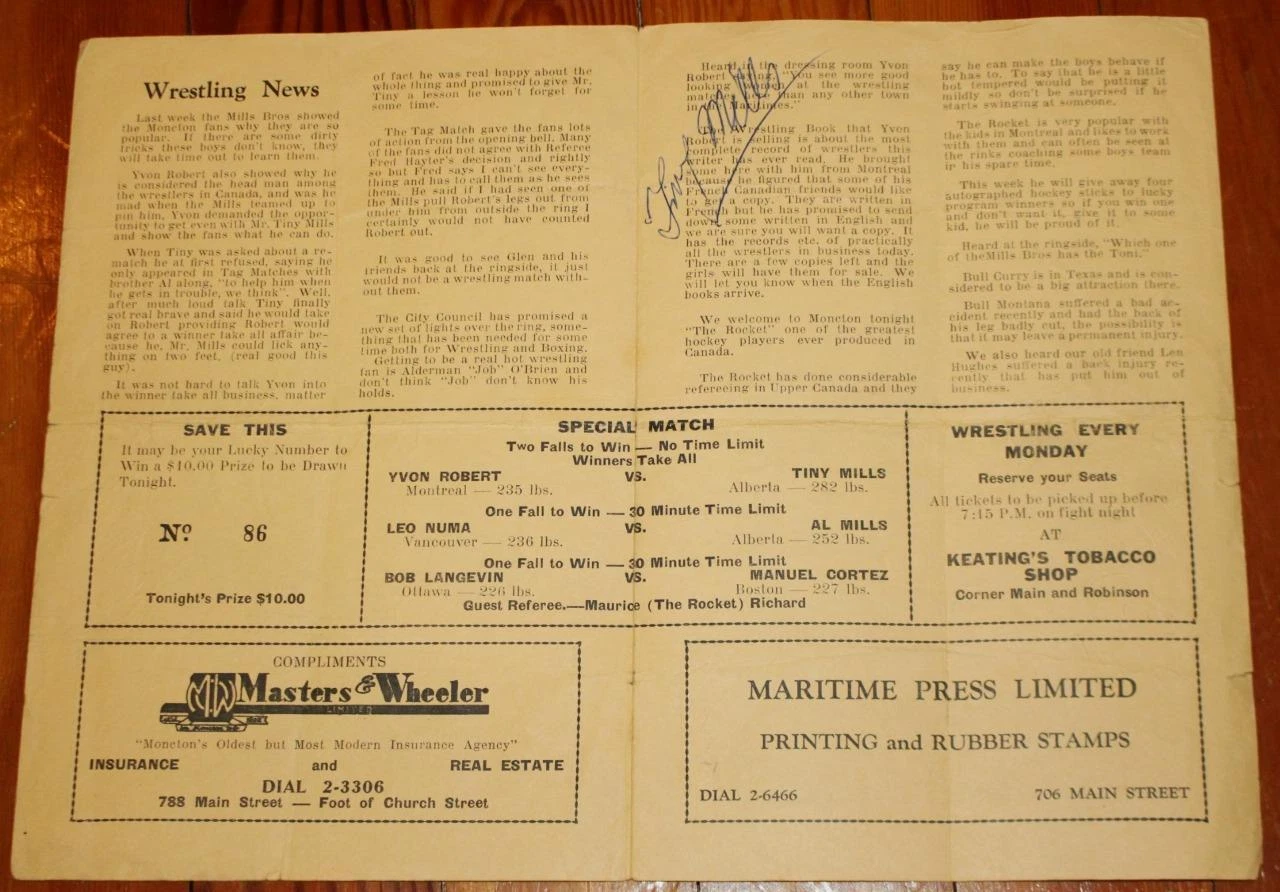 Wrestling News
Last week the Mills Bros showed
the Moncton fans why they are so
popular. If there are some dirty
tricks these boys don't know, they
will take time out to learn them.
Yvon Robert also showed why he
is considered the head man among
the wrestlers in Canada, and was he
mad when the Mills teamed up to
pin him, Yvon demanded the oppor-
tunity to get even with Mr. Tiny Mills
and show the fans what he can do.
When Tiny was asked about a re-
match he at first refused, saying he
only appeared in Tag Matches with
brother Al along, "to help him when
he gets in trouble, we think". Well,
after much loud talk Tiny finally
got real brave and said he would take
on Robert providing Robert would
agree to a winner take all affair be-
cause he, Mr. Mills could lick any-
thing on two feet, (real good this
guy).
It was not hard to talk Yvon into
the winner take all business, matter
of fact he was real happy about the
whole thing and promised to give Mr.
Tiny a lesson he won't forget for
some time.
The Tag Match gave the fans lots
of action from the opening bell. Many
of the fans did not agree with Referee
Fred Hayter's decision and rightly
so but Fred says I can't see every-
thing and has to call them as he sees
them. He said if I had seen one of
the Mills pull Robert's legs out from
under him from outside the ring I
certainly would not have counted
Robert out.
It was good to see Glen and his
friends back at the ringside, it just
would not be a wrestling match with-
out them.
The City Council has promised a
new set of lights over the ring, some-
thing that has been needed for some
time both for Wrestling and Boxing.
Getting to be a real hot wrestling
fan is Alderman "Job" O'Brien and
don't think "Job" don't know his
holds.
Heard in the dressing room Yvon
Robert saying, "You see more good
looking women at the wrestling
matches here than any other town
in the Maritimes."
Tiny Mills
The Wrestling Book that Yvon
Robert is selling is about the most
complete record of wrestlers this
writer has ever read. He brought
some here with him from Montreal
because he figured that some of his
French Canadian friends would like
to get a copy. They are written in
French but he has promised to send
down some written in English and
we are sure you will want a copy. It
has the records etc. of practically
all the wrestlers in business today.
There are a few copies left and the
girls will have them for sale. We
will let you know when the English
books arrive.
We welcome to Moncton tonight
"The Rocket" one of the greatest
hockey players ever produced in
Canada.
The Rocket has done considerable
refereeing in Upper Canada and they
say he can make the boys behave if
he has to. To say that he is a little
hot tempered would be putting it
mildly so don't be surprised if he
starts swinging at someone.
The Rocket is very popular with
the kids in Montreal and likes to work
with them and can often be seen at
the rinks coaching some boys team
in his spare time.
This week he will give away four
autographed hockey sticks to lucky
program winners so if you win one
and don't want it, give it to some
kid, he will be proud of it.
Heard at the ringside, "Which one
of theMills Bros has the Toni."
Bull Curry is in Texas and is con-
sidered to be a big attraction there.
Bull Montana suffered a bad ac-
cident recently and had the back of
his leg badly cut, the possibility is
that it may leave a permanent injury.
We also heard our old friend Len
Hughes suffered a back injury re-
cently that has put him out of
business.
SAVE THIS
It may be your Lucky Number to
Win a $10.00 Prize to be Drawn
Tonight.
No 86
Tonight's Prize $10.00
SPECIAL MATCH
Two Falls to Win — No Time Limit
Winners Take All
YVON ROBERT VS. TINY MILLS
Montreal — 235 lbs. Alberta — 282 lbs.
One Fall to Win — 30 Minute Time Limit
LEO NUMA VS. AL MILLS
Vancouver — 236 lbs. Alberta — 252 lbs.
One Fall to Win — 30 Minute Time Limit
BOB LANGEVIN VS. MANUEL CORTEZ
Ottawa — 226 lbs. Boston — 227 lbs.
Guest Referee.—Maurice (The Rocket) Richard
WRESTLING EVERY
MONDAY
Reserve your Seats
All tickets to be picked up before
7:15 P.M. on fight night
AT
KEATING'S TOBACCO
SHOP
Corner Main and Robinson
COMPLIMENTS
M.W Masters & Wheeler
LIMITED
"Moncton's Oldest but Most Modern Insurance Agency"
INSURANCE and REAL ESTATE
DIAL 2-3306
788 Main Street — Foot of Church Street
MARITIME PRESS LIMITED
PRINTING and RUBBER STAMPS
DIAL 2-6466 706 MAIN STREET